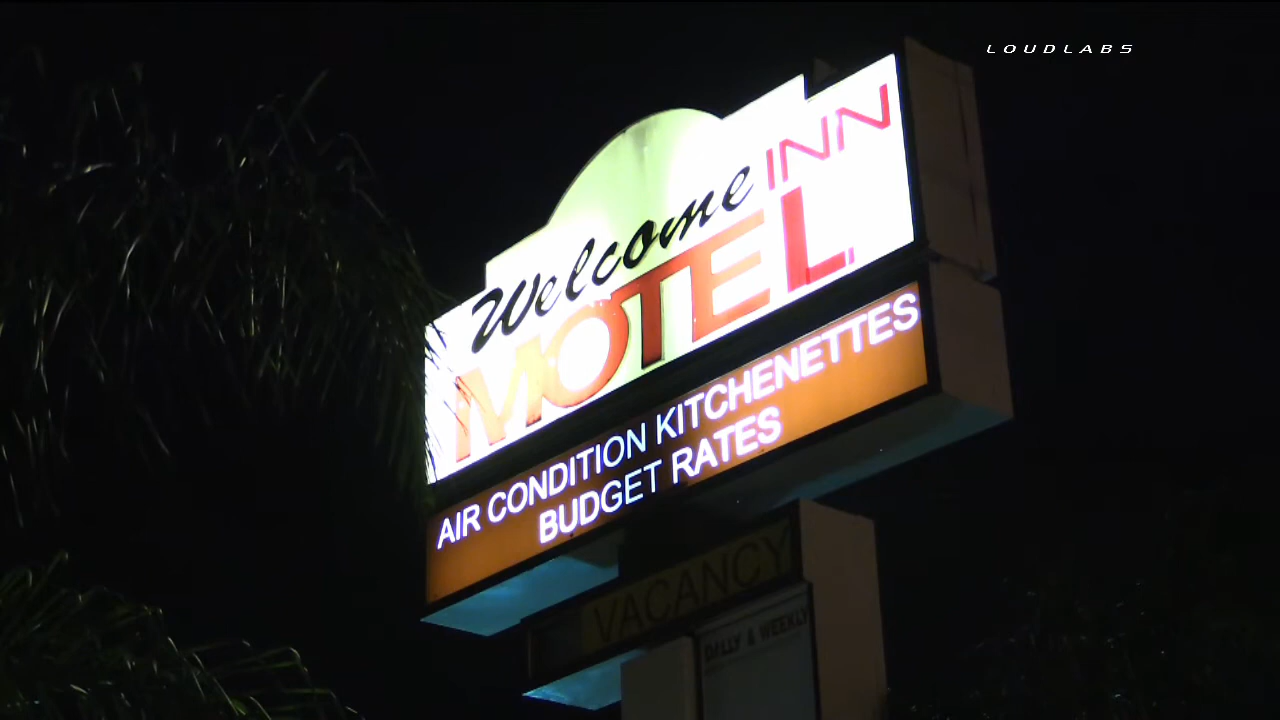 LOUDLABS
Welcome INN
MOTEL
AIR CONDITION KITCHENETTES
BUDGET RATES
VACANCY
DAILY & WEEKLY